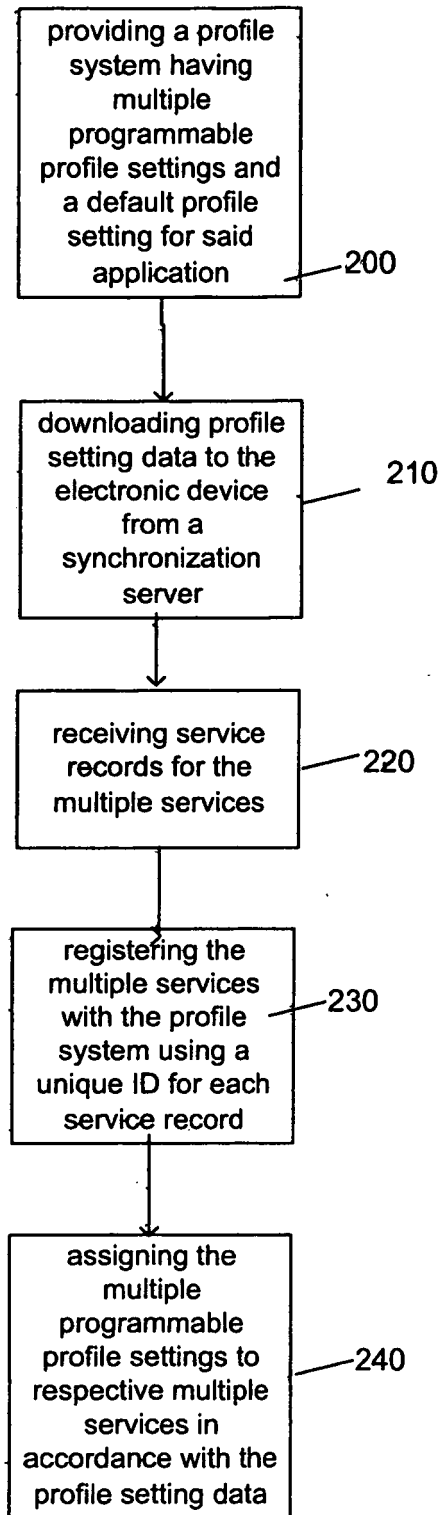 providing a profile
system having
multiple
programmable
profile settings and
a default profile
setting for said
application
200
downloading profile
setting data to the
electronic device
from a
synchronization
server
210
receiving service
records for the
multiple services
220
registering the
multiple services
with the profile
system using a
unique ID for each
service record
230
assigning the
multiple
programmable
profile settings to
respective multiple
services in
accordance with the
profile setting data
240